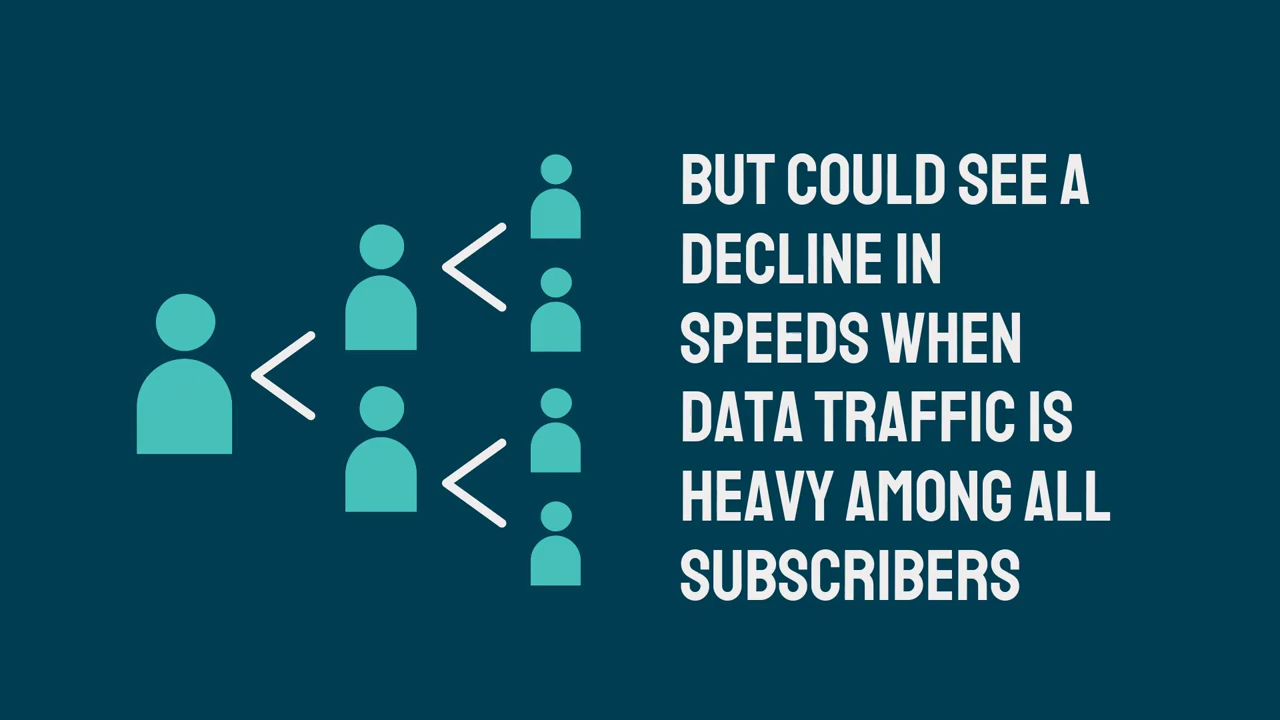 BUT COULD SEE A
DECLINE IN
SPEEDS WHEN
DATA TRAFFIC IS
HEAVY AMONG ALL
SUBSCRIBERS